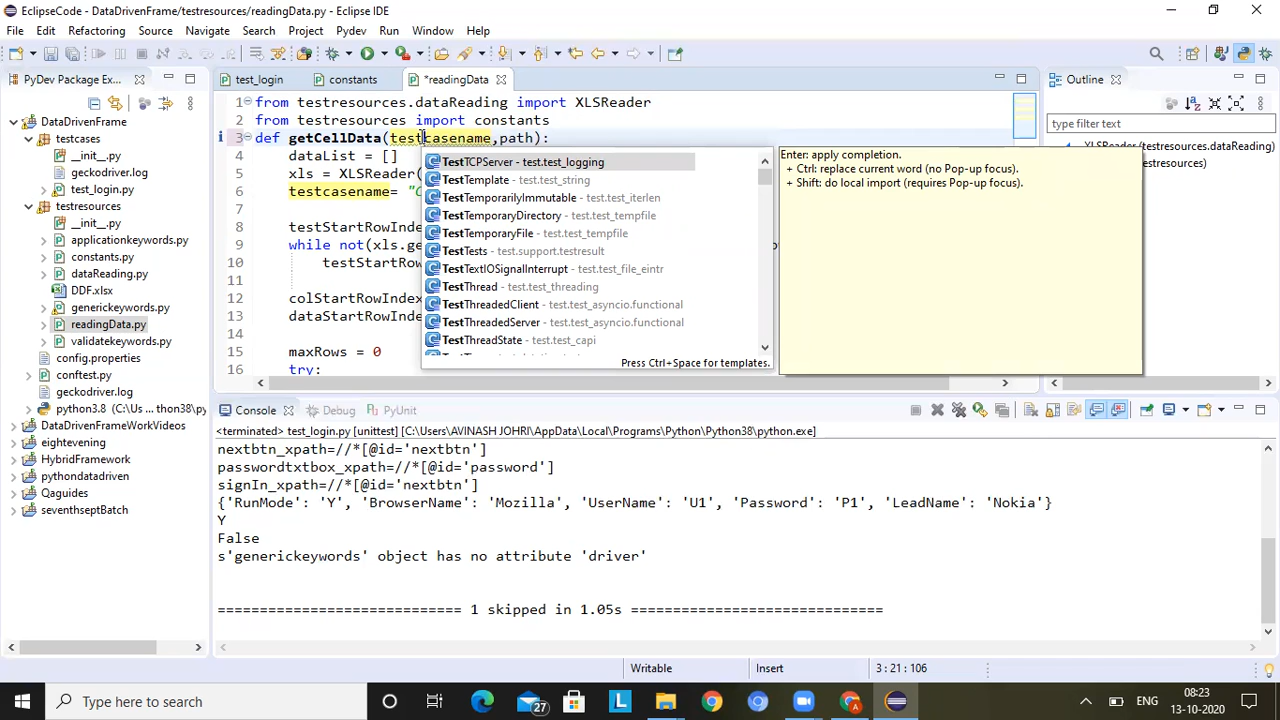 EclipseCode - DataDrivenFrame/testresources/readingData.py - Eclipse IDE
File Edit Refactoring Source Navigate Search Project Pydev Run Window Help
PyDev Package Ex...
test_login
constants
*readingData
Outline
DataDrivenFrame
testcases
__init__.py
geckodriver.log
test_login.py
testresources
__init__.py
applicationkeywords.py
constants.py
dataReading.py
DDF.xlsx
generickeywords.py
readingData.py
validatekeywords.py
config.properties
conftest.py
geckodriver.log
python3.8 (C:\Us ... thon38\py
DataDrivenFrameWorkVideos
eightevening
HybridFramework
pythondatadriven
Qaguides
seventhseptBatch
1 from testresources.dataReading import XLSReader
2 from testresources import constants
3 def getCellData(testcasename,path):
4 dataList = []
5 xls = XLSReader(
6 testcasename= "
7
8 testStartRowIndex
9 while not(xls.ge
10 testStartRow
11
12 colStartRowIndex
13 dataStartRowIndex
14
15 maxRows = 0
16 try:
TestTCPServer - test.test_logging
TestTemplate - test.test_string
TestTemporarilyImmutable - test.test_iterlen
TestTemporaryDirectory - test.test_tempfile
TestTemporaryFile - test.test_tempfile
TestTests - test.support.testresult
TestTextIOSignalInterrupt - test.test_file_eintr
TestThread - test.test_threading
TestThreadedClient - test.test_asyncio.functional
TestThreadedServer - test.test_asyncio.functional
TestThreadState - test.test_capi
Press Ctrl+Space for templates.
Enter: apply completion.
+ Ctrl: replace current word (no Pop-up focus).
+ Shift: do local import (requires Pop-up focus).
type filter text
XLSReader (testresources.dataReading)
Console Debug PyUnit
<terminated> test_login.py [unittest] [C:\Users\AVINASH JOHRI\AppData\Local\Programs\Python\Python38\python.exe]
nextbtn_xpath=//*[@id='nextbtn']
passwordtxtbox_xpath=//*[@id='password']
signIn_xpath=//*[@id='nextbtn']
{'RunMode': 'Y', 'BrowserName': 'Mozilla', 'UserName': 'U1', 'Password': 'P1', 'LeadName': 'Nokia'}
Y
False
s'generickeywords' object has no attribute 'driver'
============================= 1 skipped in 1.05s =============================
Writable Insert 3 : 21 : 106
Type here to search
27
L
ENG
08:23
13-10-2020